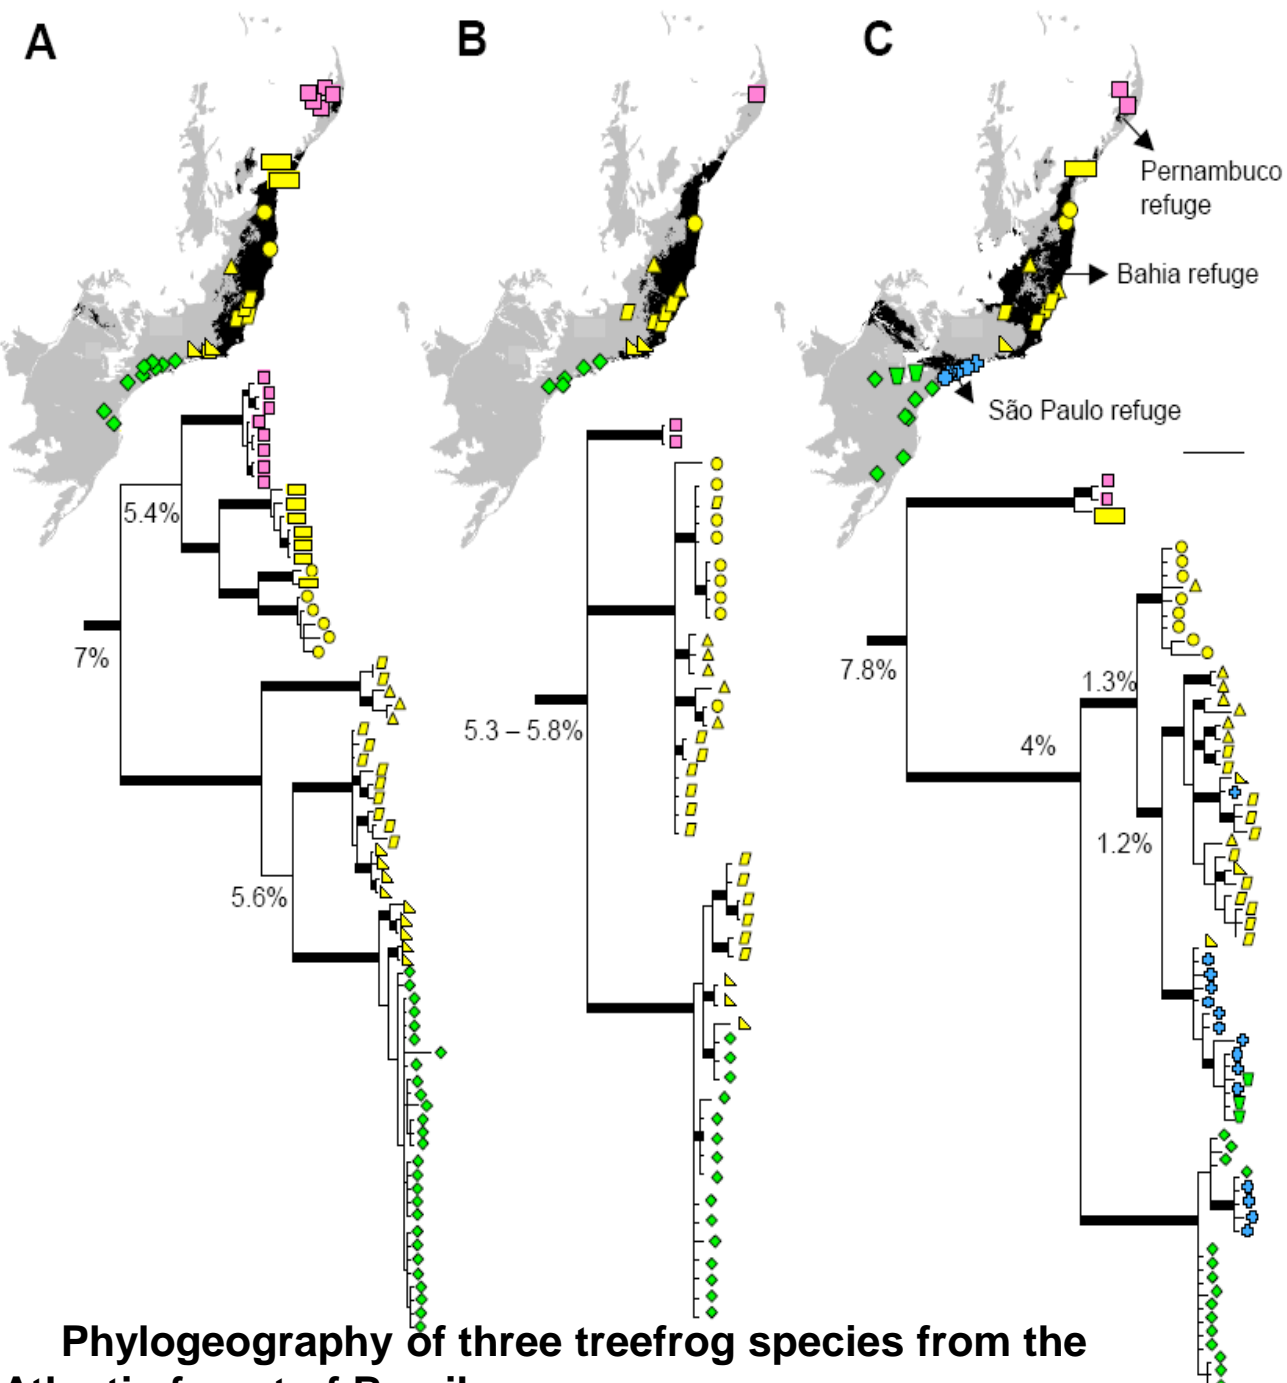 A
B
C
Pernambuco
refuge
Bahia refuge
São Paulo refuge
5.4%
7%
5.6%
5.3 – 5.8%
7.8%
1.3%
4%
1.2%
Phylogeography of three treefrog species from the